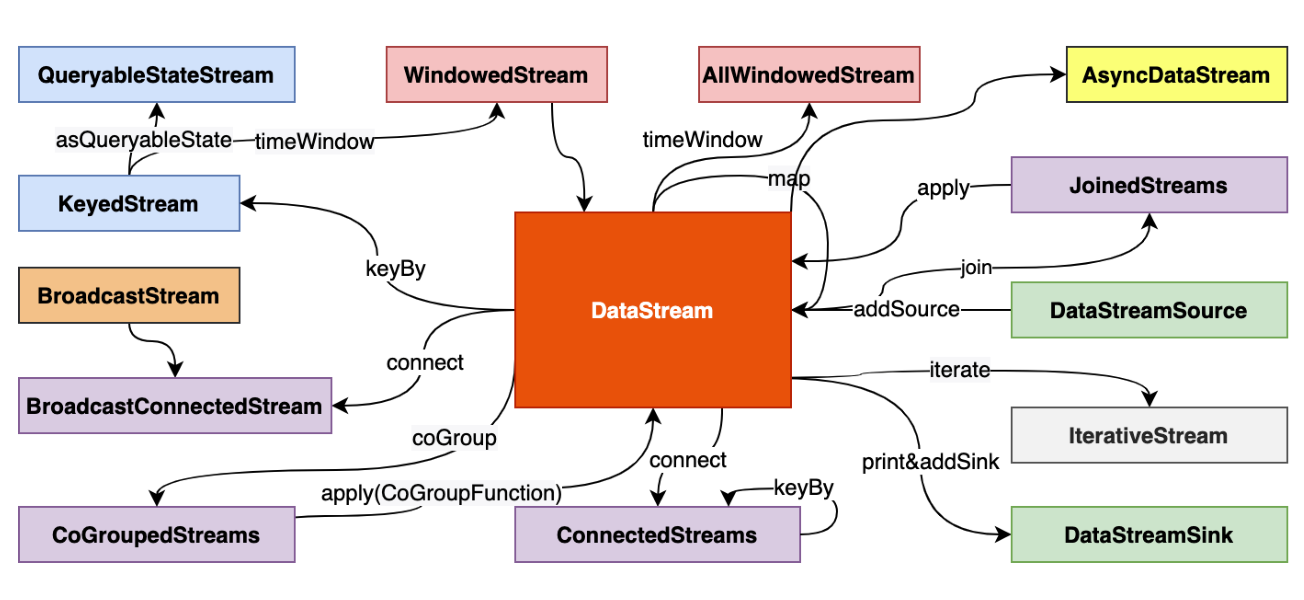 QueryableStateStream
WindowedStream
AllWindowedStream
AsyncDataStream
asQueryableState
timeWindow
timeWindow
map
apply
JoinedStreams
KeyedStream
keyBy
join
BroadcastStream
DataStream
addSource
DataStreamSource
connect
iterate
BroadcastConnectedStream
coGroup
IterativeStream
connect
print&addSink
apply(CoGroupFunction)
keyBy
CoGroupedStreams
ConnectedStreams
DataStreamSink